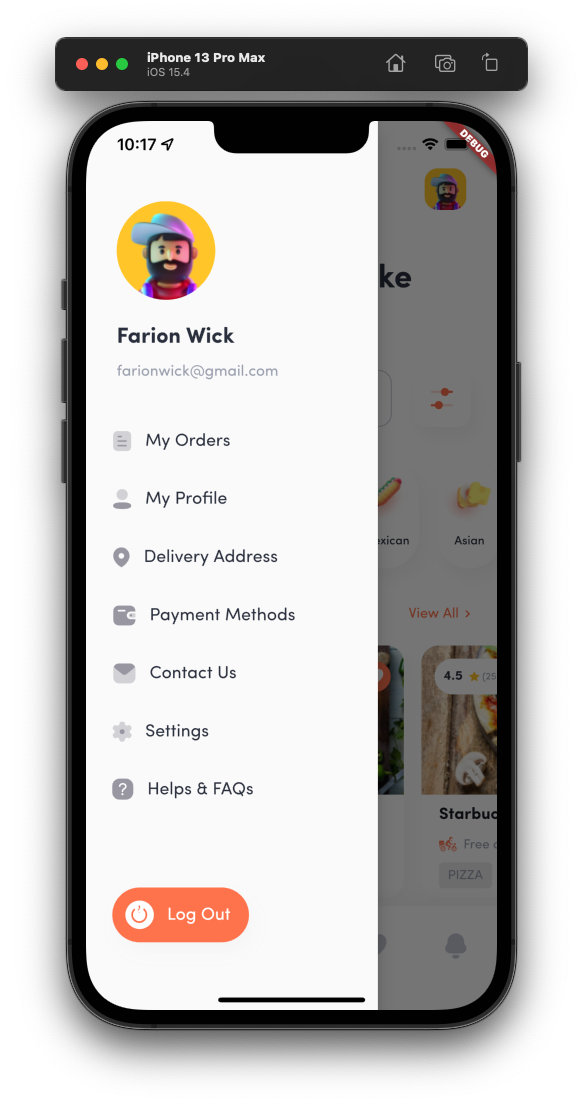 iPhone 13 Pro Max
iOS 15.4
10:17
DEBUG
Farion Wick
farionwick@gmail.com
My Orders
My Profile
Delivery Address
Payment Methods
Contact Us
Settings
? Helps & FAQs
Log Out
ke
exican
Asian
View All >
4.5 (25
Starbuc
Free
PIZZA